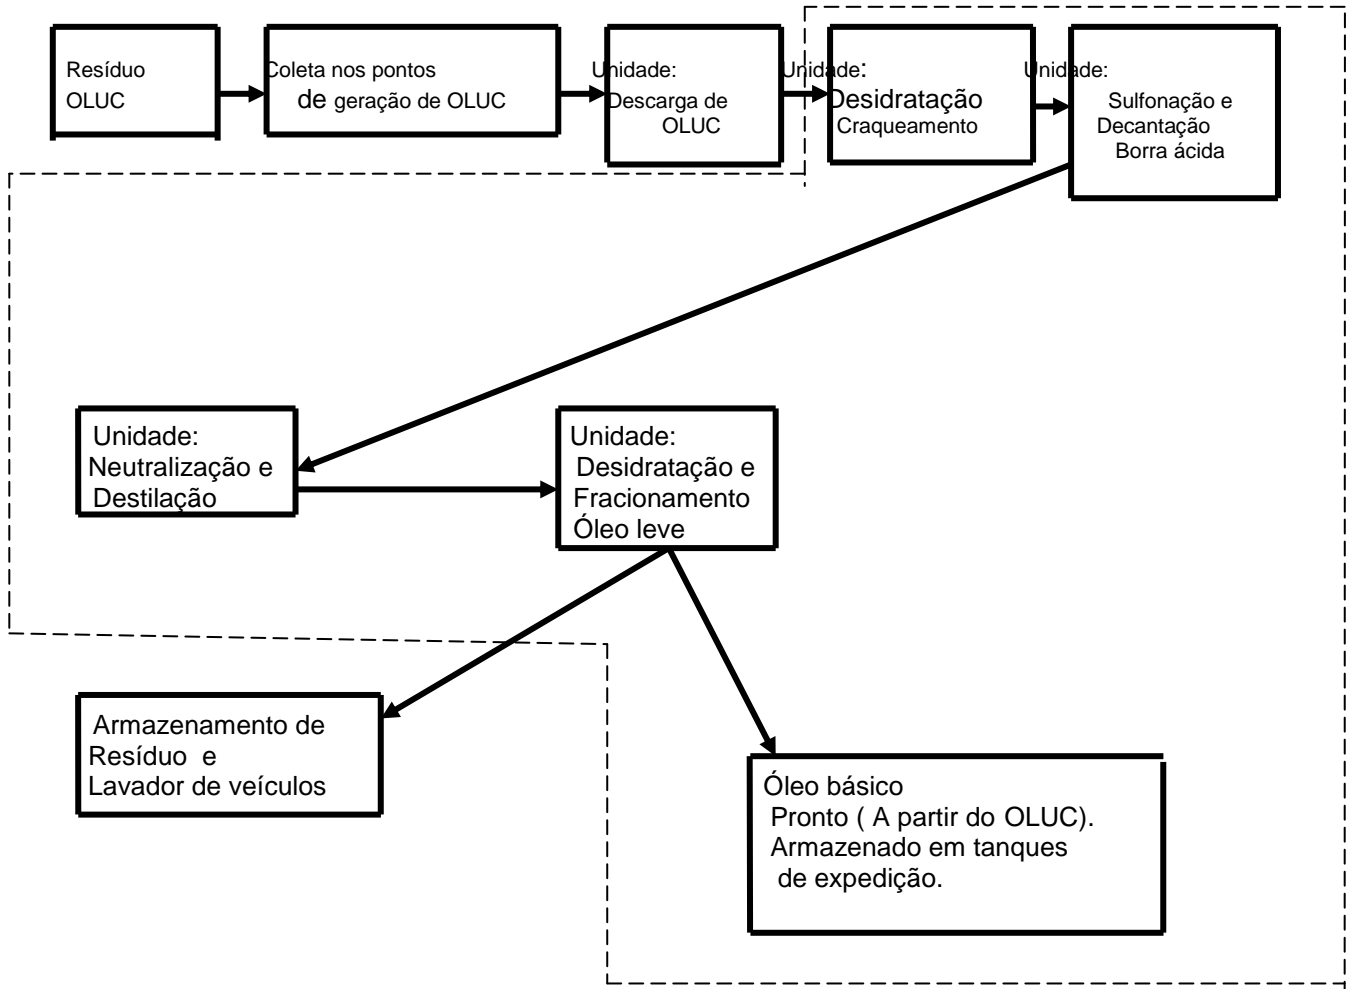 Resíduo
OLUC
Coleta nos pontos
de geração de OLUC
Unidade:
Descarga de
OLUC
Unidade:
Desidratação
Craqueamento
Unidade:
Sulfonação e
Decantação
Borra ácida
Unidade:
Neutralização e
Destilação
Unidade:
Desidratação e
Fracionamento
Óleo leve
Armazenamento de
Resíduo e
Lavador de veículos
Óleo básico
Pronto ( A partir do OLUC).
Armazenado em tanques
de expedição.